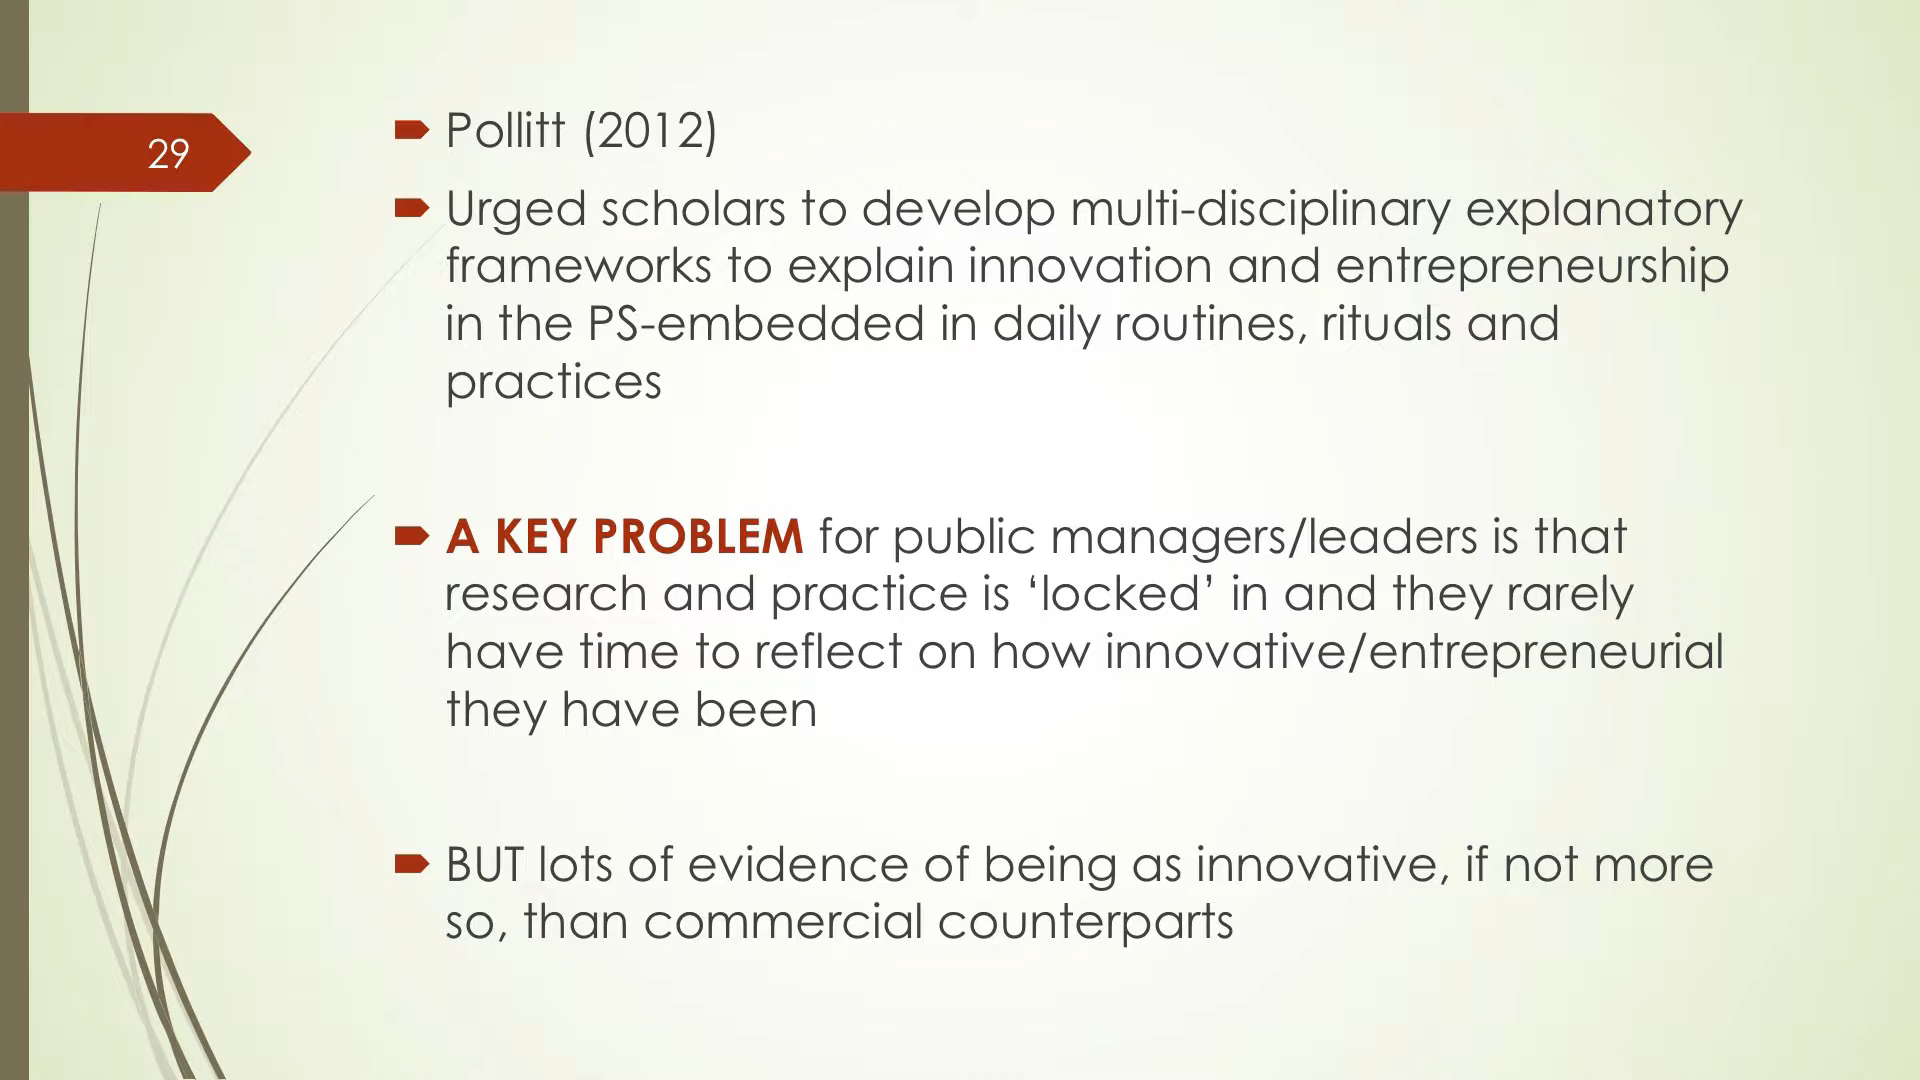 29
Pollitt (2012)
Urged scholars to develop multi-disciplinary explanatory
frameworks to explain innovation and entrepreneurship
in the PS-embedded in daily routines, rituals and
practices
A KEY PROBLEM for public managers/leaders is that
research and practice is ‘locked’ in and they rarely
have time to reflect on how innovative/entrepreneurial
they have been
BUT lots of evidence of being as innovative, if not more
so, than commercial counterparts